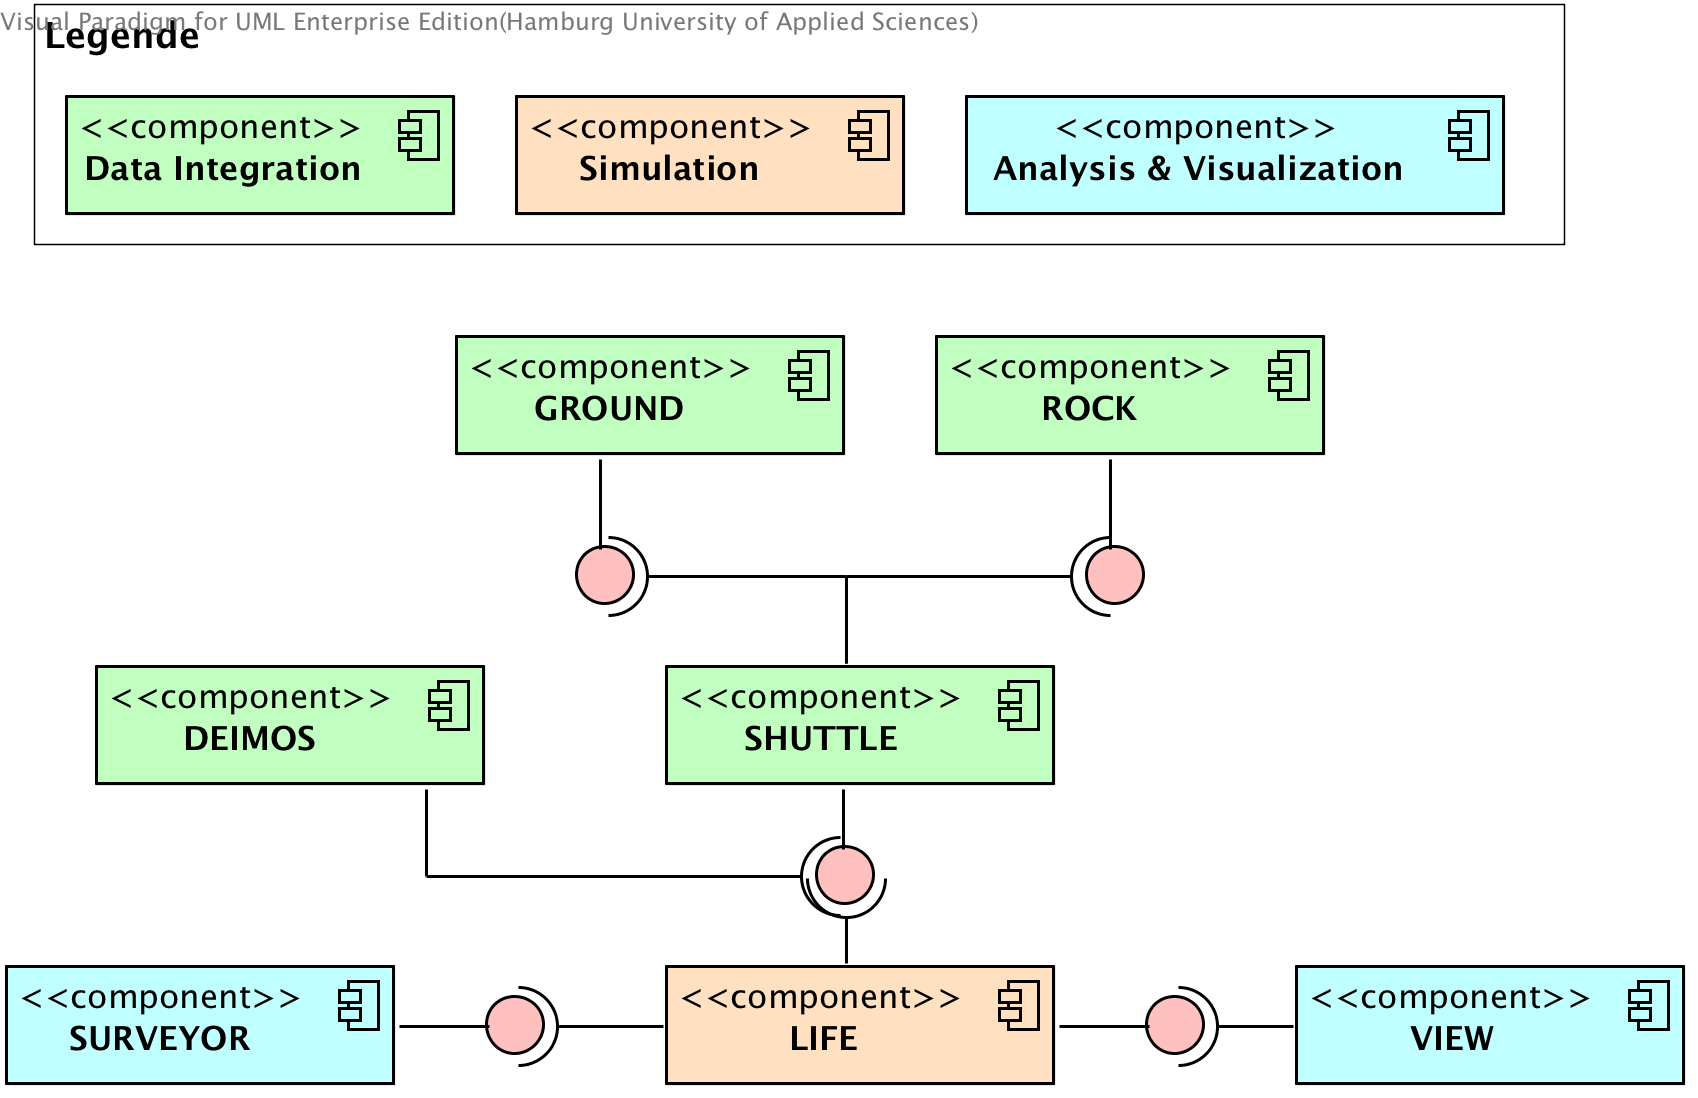 Visual Paradigm for UML Enterprise Edition(Hamburg University of Applied Sciences)
Legende
<<component>>
Data Integration
<<component>>
Simulation
<<component>>
Analysis & Visualization
<<component>>
GROUND
<<component>>
ROCK
<<component>>
DEIMOS
<<component>>
SHUTTLE
<<component>>
SURVEYOR
<<component>>
LIFE
<<component>>
VIEW